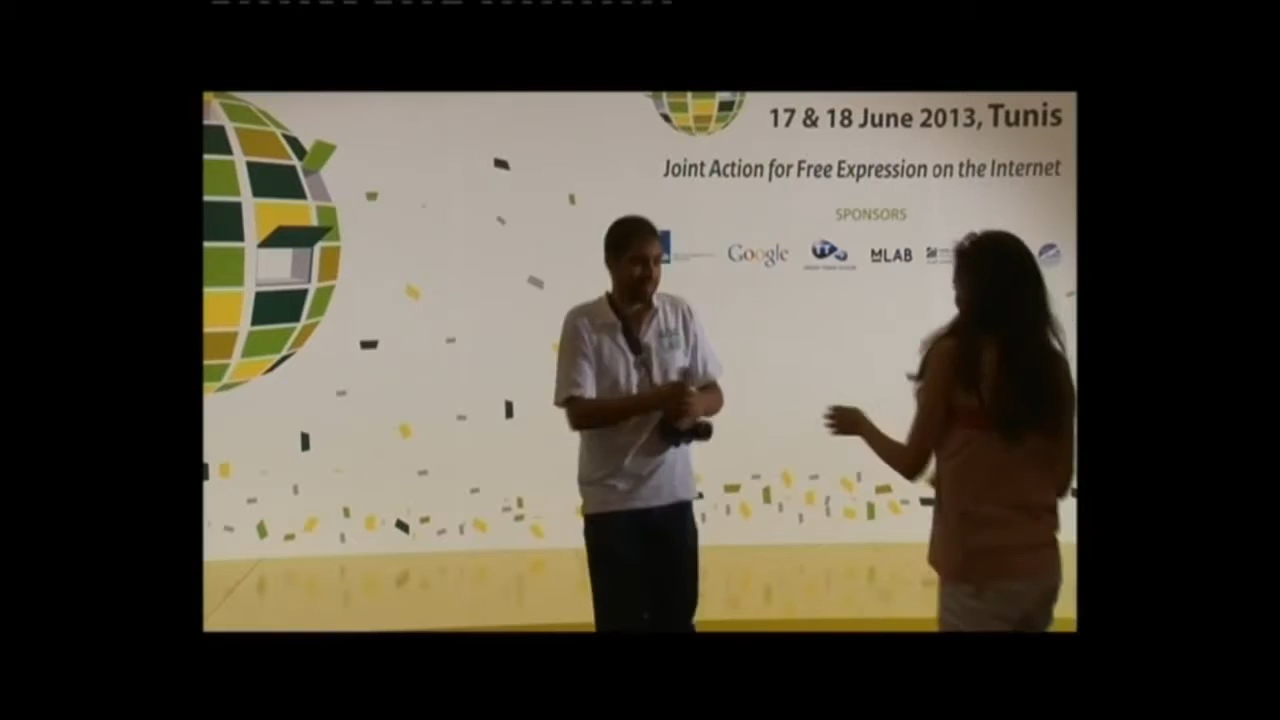 17 & 18 June 2013, Tunis
Joint Action for Free Expression on the Internet
SPONSORS
Google
MLAB